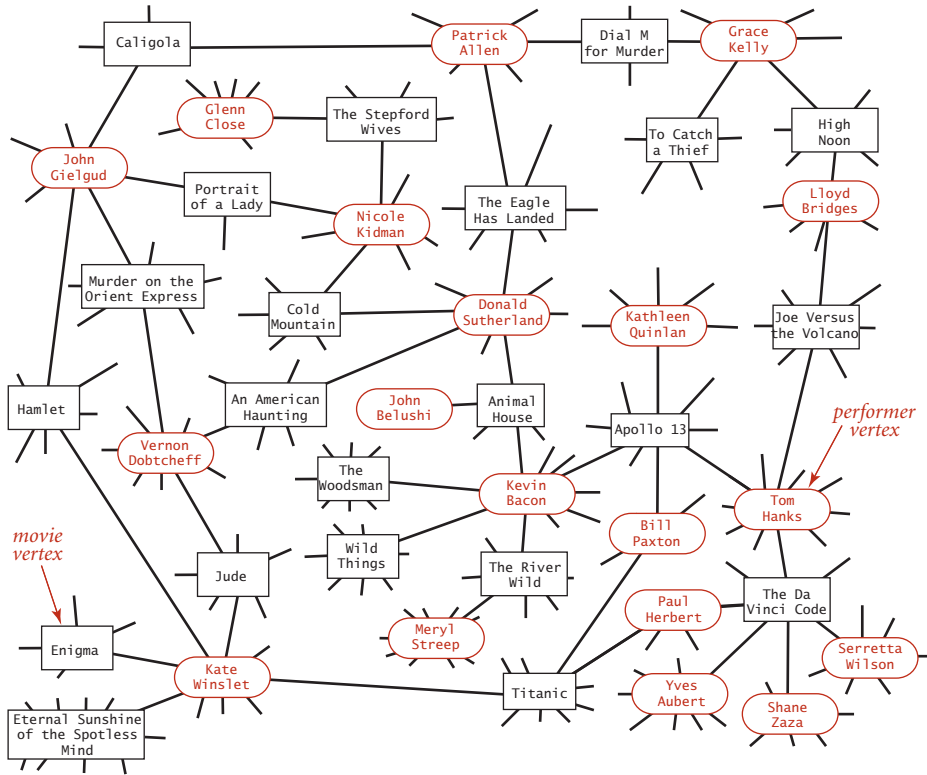 Caligola
Patrick
Allen
Dial M
for Murder
Grace
Kelly
Glenn
Close
The Stepford
Wives
To Catch
a Thief
High
Noon
John
Gielgud
Portrait
of a Lady
Nicole
Kidman
The Eagle
Has Landed
Lloyd
Bridges
Murder on the
Orient Express
Cold
Mountain
Donald
Sutherland
Kathleen
Quinlan
Joe Versus
the Volcano
Hamlet
An American
Haunting
John
Belushi
Animal
House
Apollo 13
performer
vertex
Vernon
Dobtcheff
The
Woodsman
Kevin
Bacon
Tom
Hanks
movie
vertex
Jude
Wild
Things
The River
Wild
Bill
Paxton
Paul
Herbert
The Da
Vinci Code
Enigma
Kate
Winslet
Meryl
Streep
Titanic
Yves
Aubert
Shane
Zaza
Serretta
Wilson
Eternal Sunshine
of the Spotless
Mind